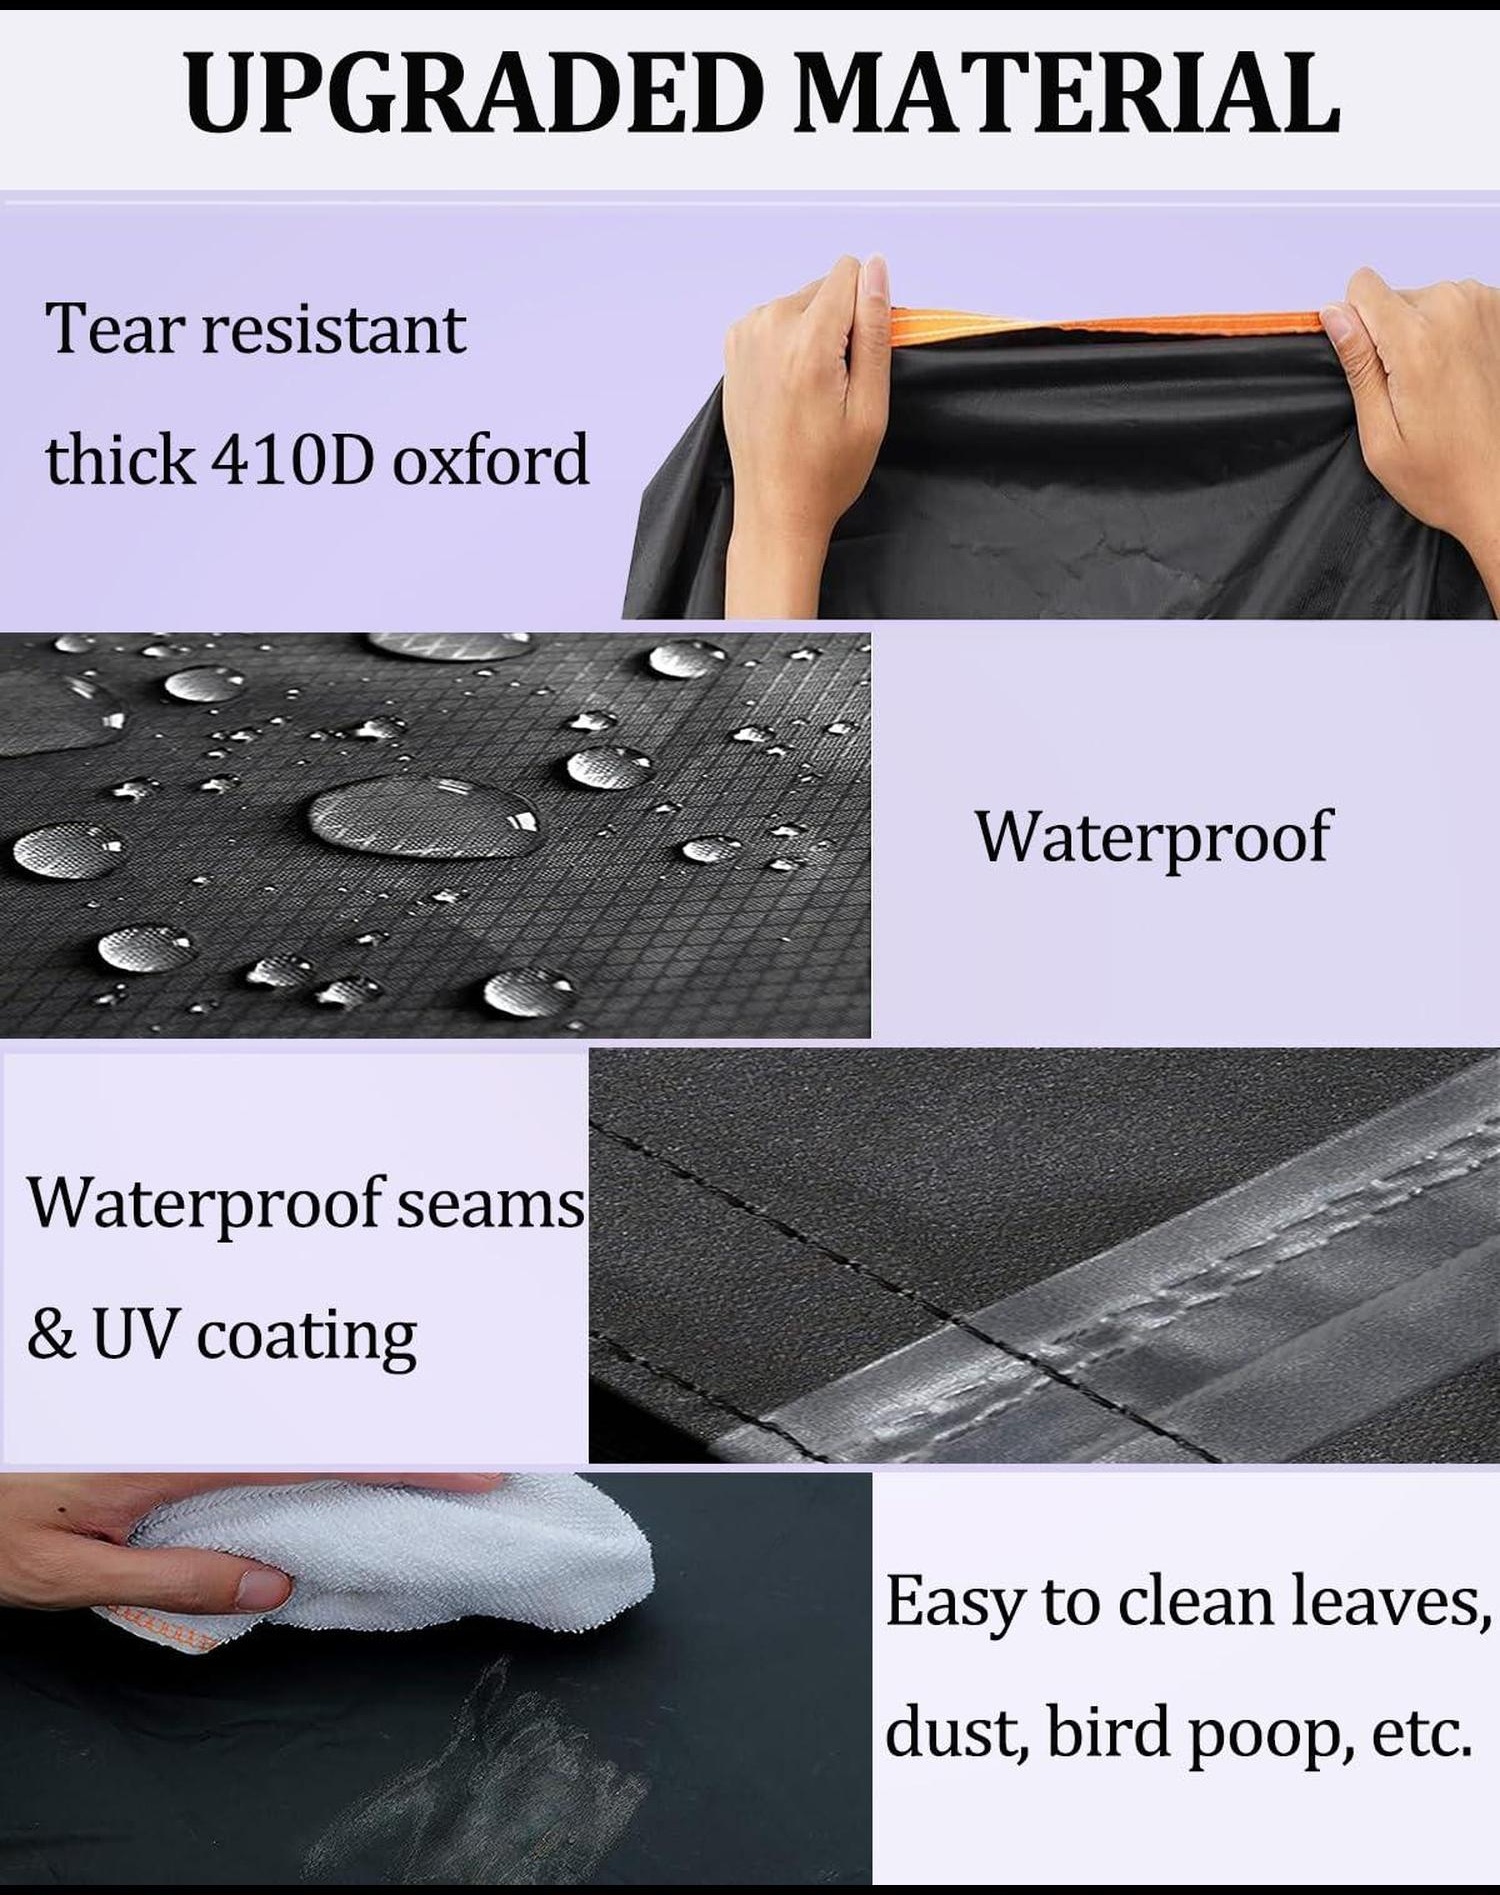 UPGRADED MATERIAL
Tear resistant
thick 410D oxford
Waterproof
Waterproof seams
& UV coating
Easy to clean leaves,
dust, bird poop, etc.